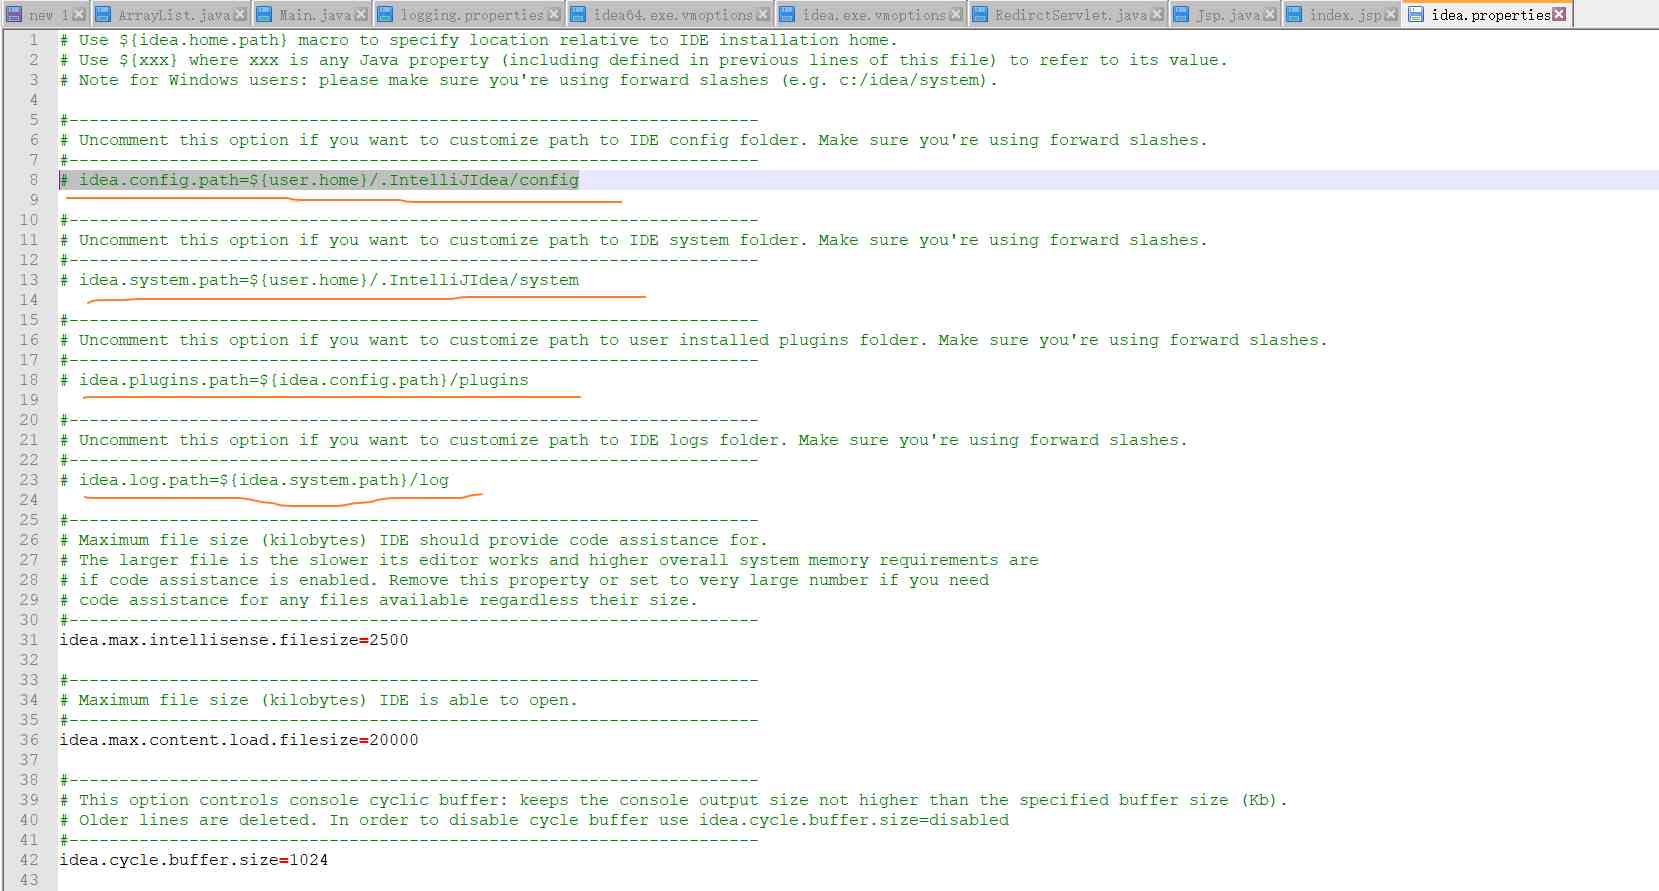 new 1 ArrayList.java Main.java logging.properties idea64.exe.vmoptions idea.exe.vmoptions RedirctServlet.java Jsp.java index.jsp idea.properties
1 # Use ${idea.home.path} macro to specify location relative to IDE installation home.
2 # Use ${xxx} where xxx is any Java property (including defined in previous lines of this file) to refer to its value.
3 # Note for Windows users: please make sure you're using forward slashes (e.g. c:/idea/system).
4
5 #---------------------------------------------------------------------
6 # Uncomment this option if you want to customize path to IDE config folder. Make sure you're using forward slashes.
7 #---------------------------------------------------------------------
8 # idea.config.path=${user.home}/.IntelliJIdea/config
9
10 #---------------------------------------------------------------------
11 # Uncomment this option if you want to customize path to IDE system folder. Make sure you're using forward slashes.
12 #---------------------------------------------------------------------
13 # idea.system.path=${user.home}/.IntelliJIdea/system
14
15 #---------------------------------------------------------------------
16 # Uncomment this option if you want to customize path to user installed plugins folder. Make sure you're using forward slashes.
17 #---------------------------------------------------------------------
18 # idea.plugins.path=${idea.config.path}/plugins
19
20 #---------------------------------------------------------------------
21 # Uncomment this option if you want to customize path to IDE logs folder. Make sure you're using forward slashes.
22 #---------------------------------------------------------------------
23 # idea.log.path=${idea.system.path}/log
24
25 #---------------------------------------------------------------------
26 # Maximum file size (kilobytes) IDE should provide code assistance for.
27 # The larger file is the slower its editor works and higher overall system memory requirements are
28 # if code assistance is enabled. Remove this property or set to very large number if you need
29 # code assistance for any files available regardless their size.
30 #---------------------------------------------------------------------
31 idea.max.intellisense.filesize=2500
32
33 #---------------------------------------------------------------------
34 # Maximum file size (kilobytes) IDE is able to open.
35 #---------------------------------------------------------------------
36 idea.max.content.load.filesize=20000
37
38 #---------------------------------------------------------------------
39 # This option controls console cyclic buffer: keeps the console output size not higher than the specified buffer size (Kb).
40 # Older lines are deleted. In order to disable cycle buffer use idea.cycle.buffer.size=disabled
41 #---------------------------------------------------------------------
42 idea.cycle.buffer.size=1024
43